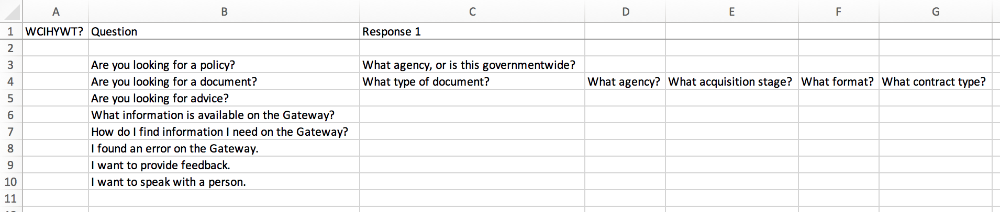 A B C D E F G
1 WCIHYWT? Question Response 1
2
3 Are you looking for a policy? What agency, or is this governmentwide?
4 Are you looking for a document? What type of document? What agency? What acquisition stage? What format? What contract type?
5 Are you looking for advice?
6 What information is available on the Gateway?
7 How do I find information I need on the Gateway?
8 I found an error on the Gateway.
9 I want to provide feedback.
10 I want to speak with a person.
11